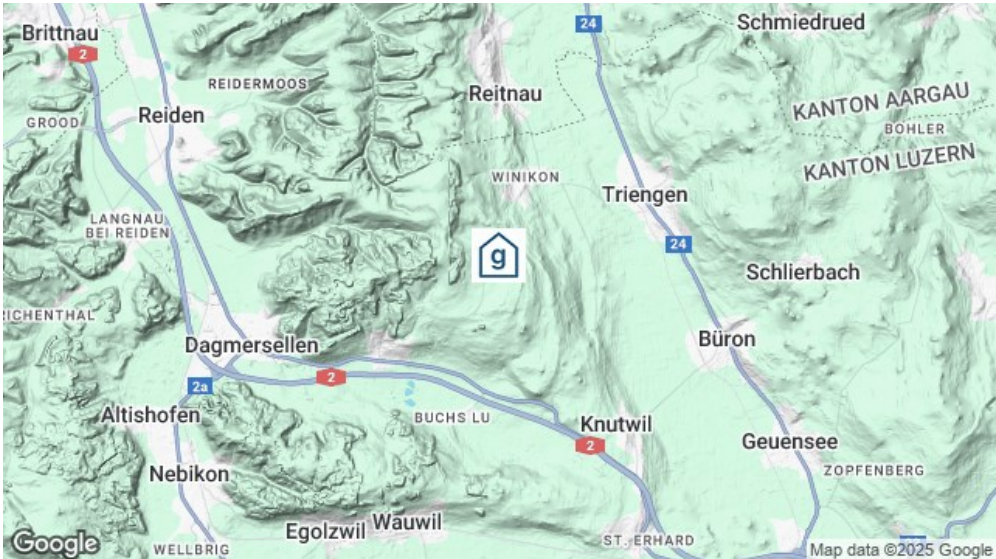 Brittnau
2
GROOD
REIDERMOOS
Reiden
LANGNAU
BEI REIDEN
RICHENTHAL
24
Schmiedrued
Reitnau
KANTON AARGAU
BOHLER
KANTON LUZERN
WINIKON
Triengen
24
g
Schlierbach
Dagmersellen
2
2a
Altishofen
BUCHS LU
Büron
Knutwil
2
Geuensee
ZOPFENBERG
Nebikon
Egolzwil
Wauwil
WELLBRIG
ST. ERHARD
Google
Map data ©2025 Google